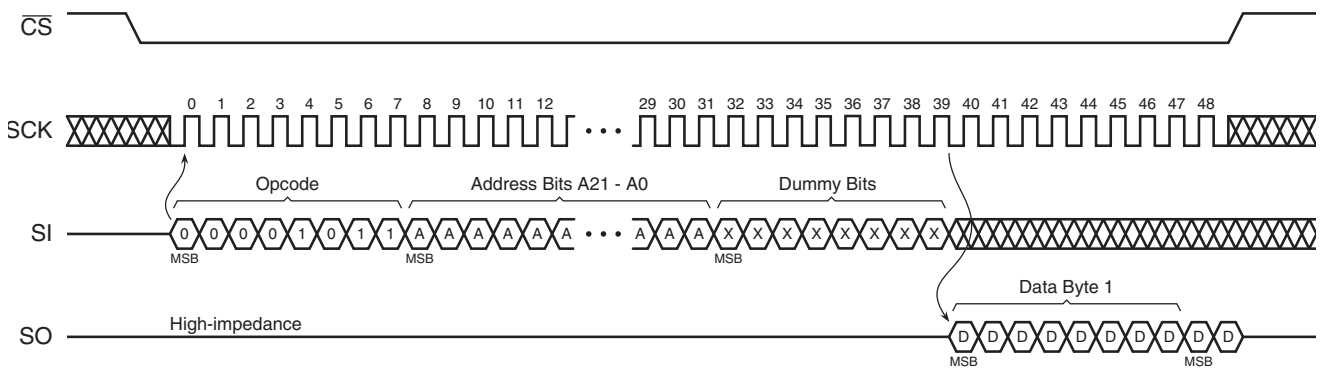 CS
0 1 2 3 4 5 6 7 8 9 10 11 12 29 30 31 32 33 34 35 36 37 38 39 40 41 42 43 44 45 46 47 48
SCK • • •
Opcode Address Bits A21 - A0 Dummy Bits
SI 0 0 0 0 1 0 1 1 A A A A A A • • • A A A X X X X X X X X
MSB MSB MSB
Data Byte 1
High-impedance
SO D D D D D D D D D D
MSB MSB